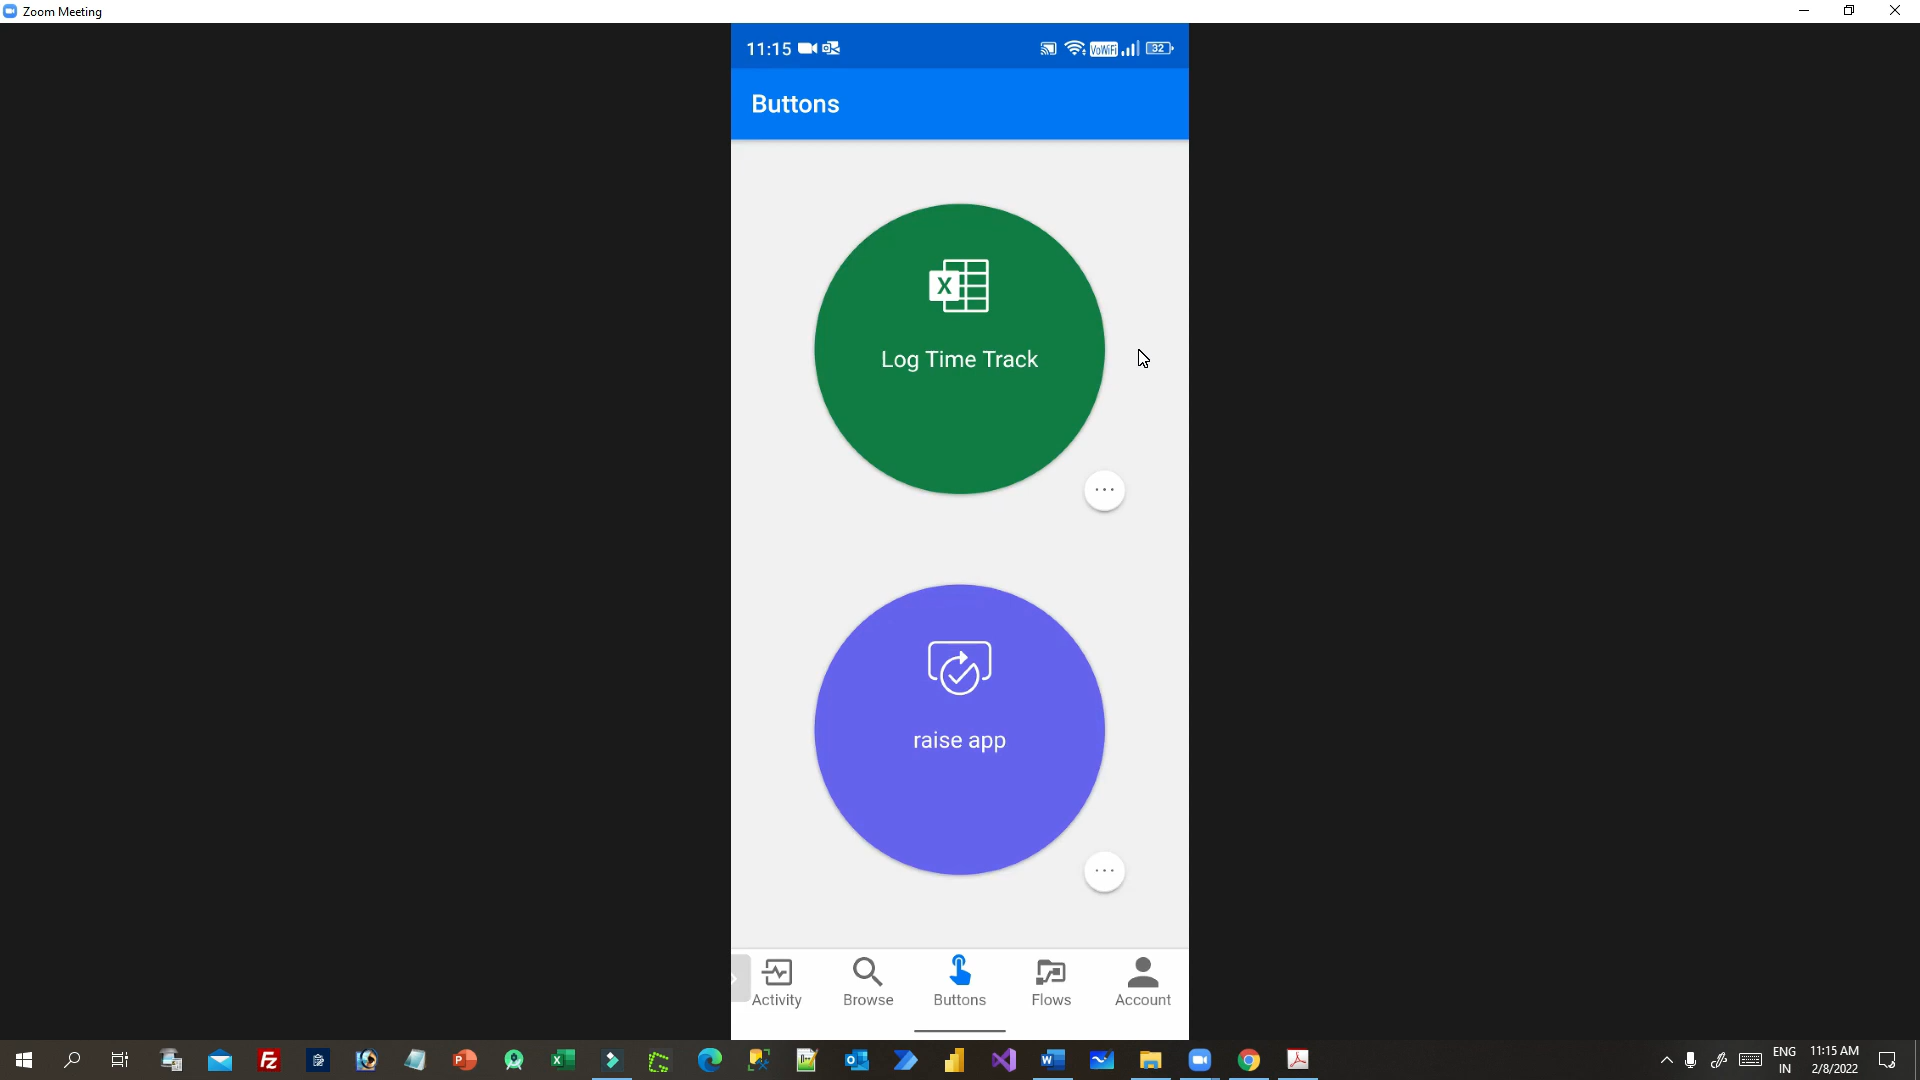 Zoom Meeting
11:15
VoWiFi
32
Buttons
X
Log Time Track
...
raise app
...
Activity
Browse
Buttons
Flows
Account
ENG
IN
11:15 AM
2/8/2022